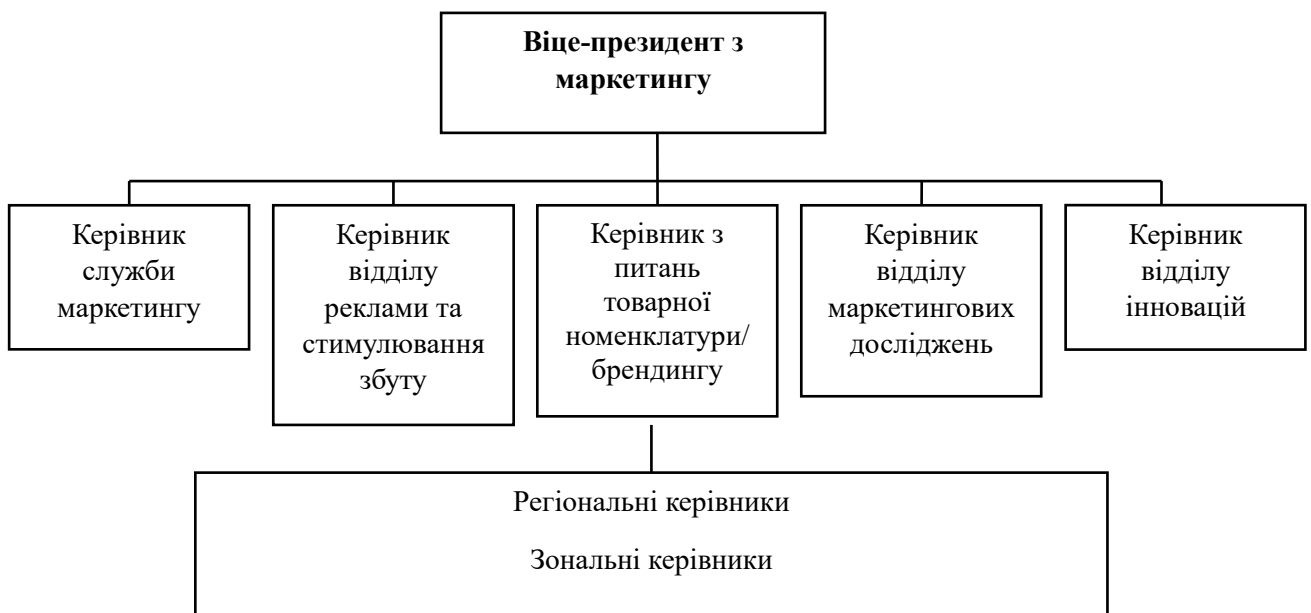 Віце-президент з
маркетингу
Керівник
служби
маркетингу
Керівник
відділу
реклами та
стимулювання
збуту
Керівник з
питань
товарної
номенклатури/
брендингу
Керівник
відділу
маркетингових
досліджень
Керівник
відділу
інновацій
Регіональні керівники
Зональні керівники